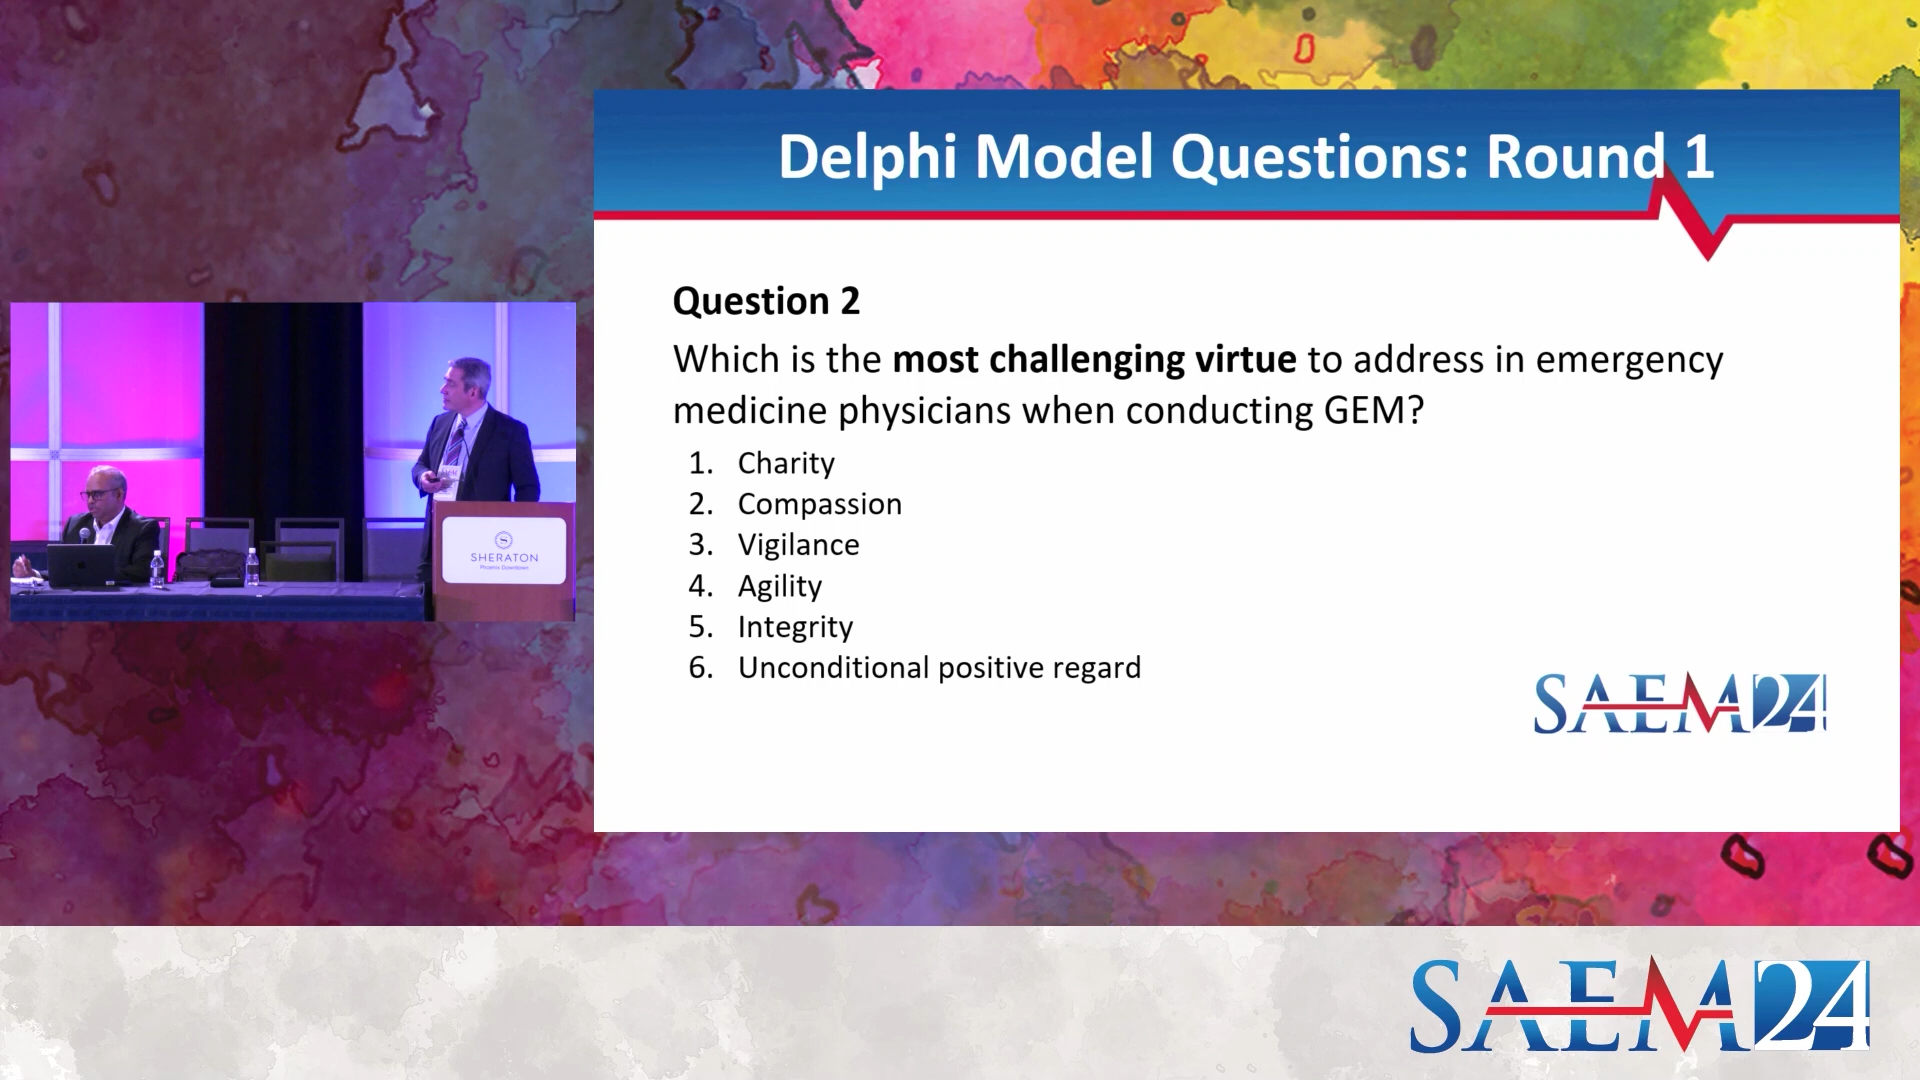 Delphi Model Questions: Round 1
Question 2
Which is the most challenging virtue to address in emergency
medicine physicians when conducting GEM?
1. Charity
2. Compassion
3. Vigilance
4. Agility
5. Integrity
6. Unconditional positive regard
SAEM24
S
SHERATON
Phoenix Downtown
SAEM24